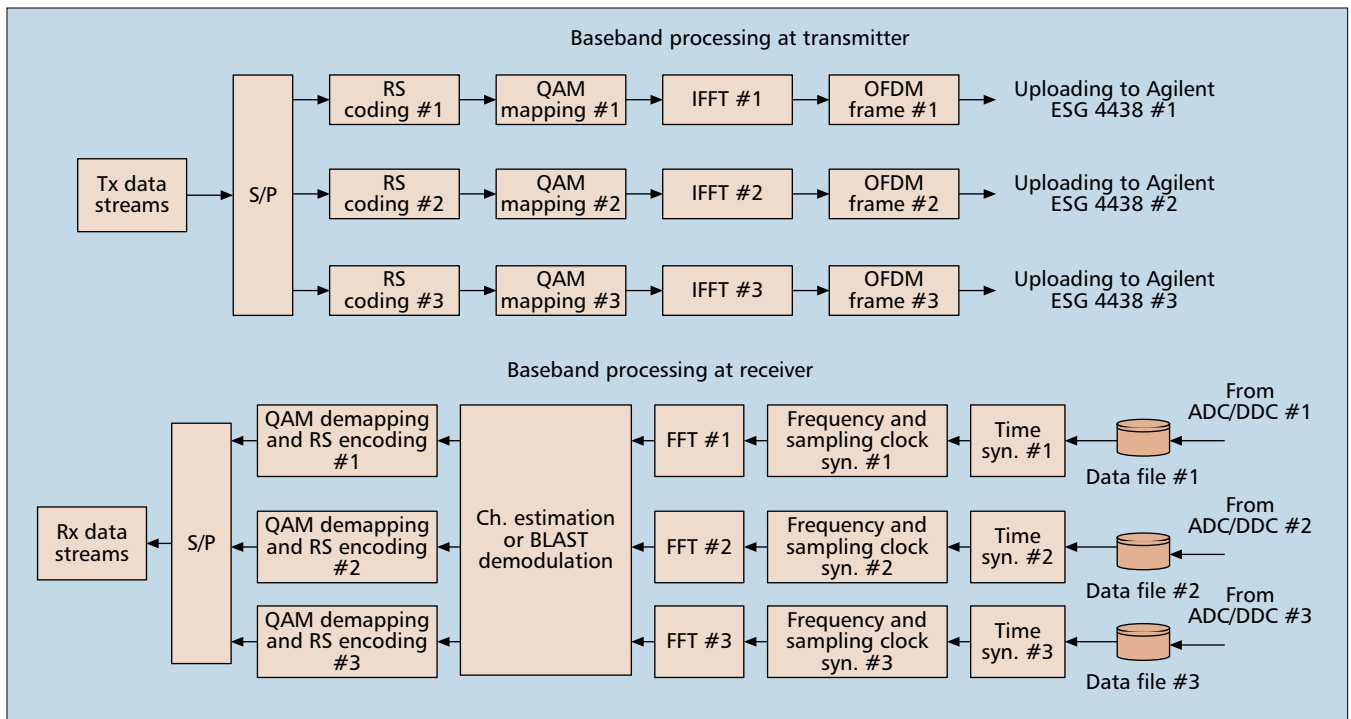 Baseband processing at transmitter
Tx data
streams
S/P
RS
coding #1
QAM
mapping #1
IFFT #1
OFDM
frame #1
Uploading to Agilent
ESG 4438 #1
RS
coding #2
QAM
mapping #2
IFFT #2
OFDM
frame #2
Uploading to Agilent
ESG 4438 #2
RS
coding #3
QAM
mapping #3
IFFT #3
OFDM
frame #3
Uploading to Agilent
ESG 4438 #3
Baseband processing at receiver
Rx data
streams
S/P
QAM demapping
and RS encoding
#1
Ch. estimation
or BLAST
demodulation
FFT #1
Frequency and
sampling clock
syn. #1
Time
syn. #1
Data file #1
From
ADC/DDC #1
QAM demapping
and RS encoding
#2
FFT #2
Frequency and
sampling clock
syn. #2
Time
syn. #2
Data file #2
From
ADC/DDC #2
QAM demapping
and RS encoding
#3
FFT #3
Frequency and
sampling clock
syn. #3
Time
syn. #3
Data file #3
From
ADC/DDC #3